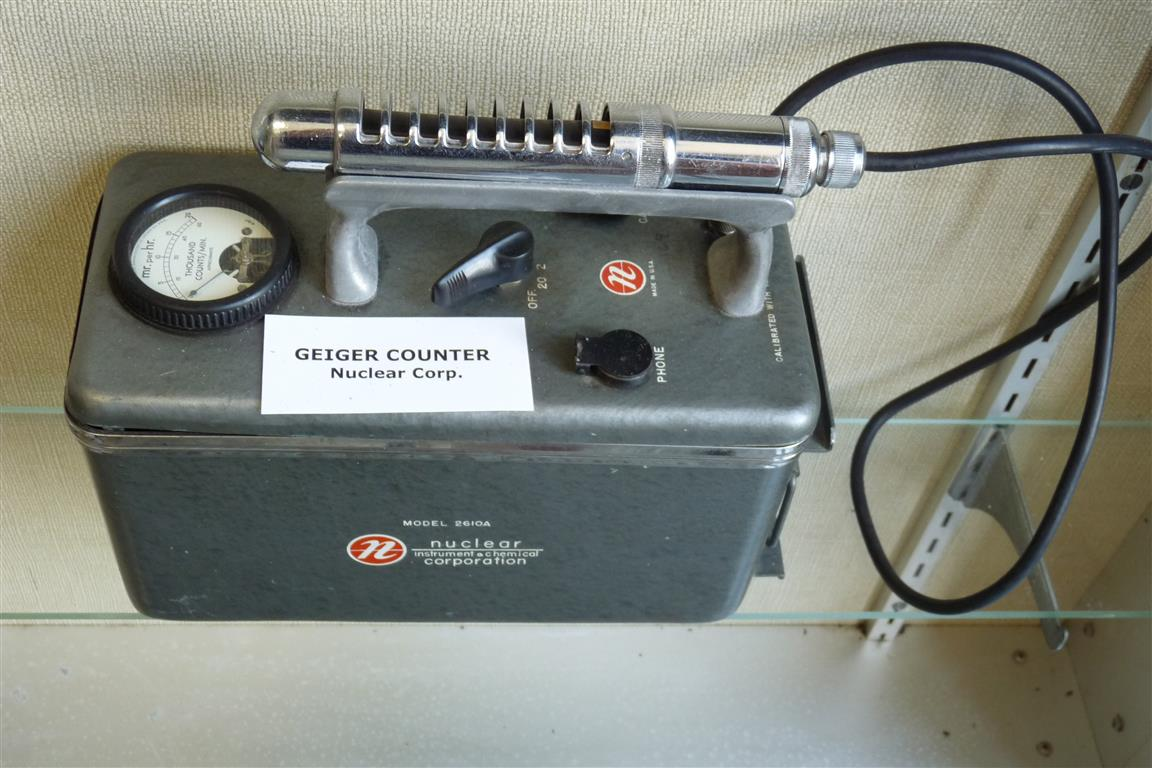 mr. per hr.
THOUSAND
COUNTS/MIN.
OFF 20 2
n
MADE IN U.S.A.
PHONE
CALIBRATED WITH
GEIGER COUNTER
Nuclear Corp.
MODEL 2610A
n nuclear
instrument & chemical
corporation